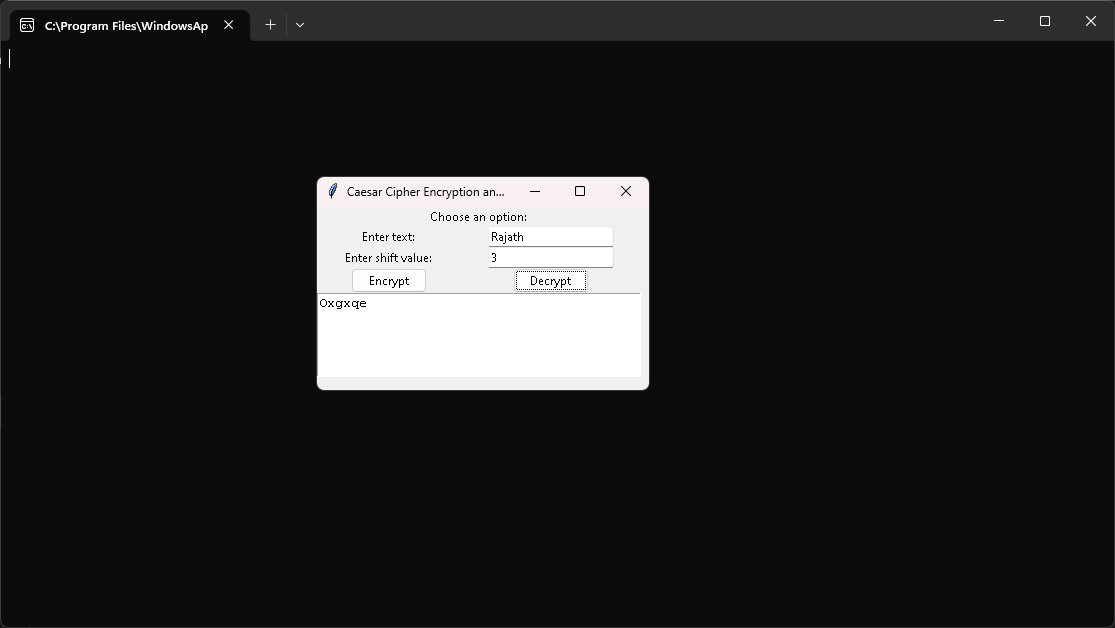 C:\Program Files\WindowsAp
Caesar Cipher Encryption an...
Choose an option:
Enter text: Rajath
Enter shift value: 3
Encrypt Decrypt
Oxgxqe